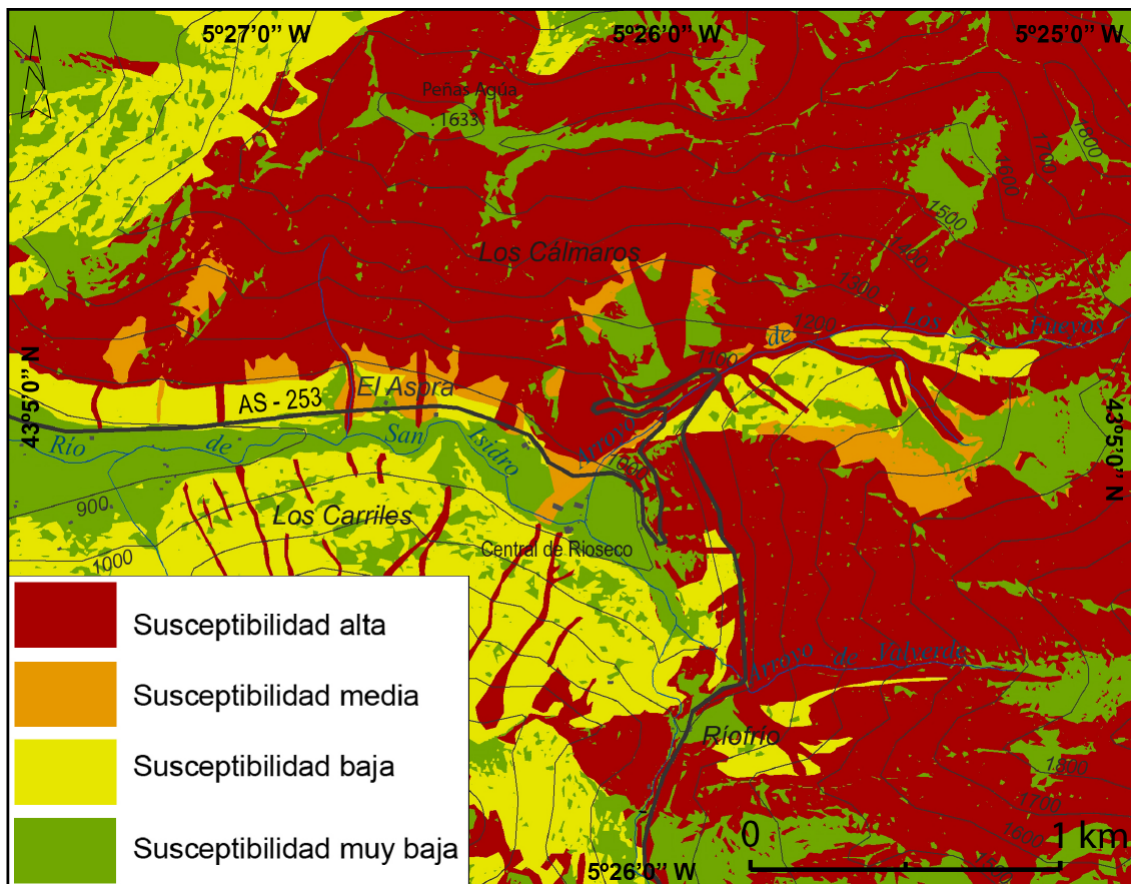 5º27’0’’ W
5º26’0’’ W
5º25’0’’ W
Peñas Agúa
1633
1600
1700
1600
1500
1400
Los Cálmaros
1300
1200
de Los Fueyos
1100
43º5’0’’ N
El Aspra
AS - 253
43º5’0’’ N
Río de San Isidro
Arroyo
900
Los Carriles
Central de Rioseco
1000
Susceptibilidad alta
Arroyo de Valverde
Susceptibilidad media
Ríofrío
Susceptibilidad baja
1800
1700
1600
0 1 km
Susceptibilidad muy baja
5º26’0’’ W